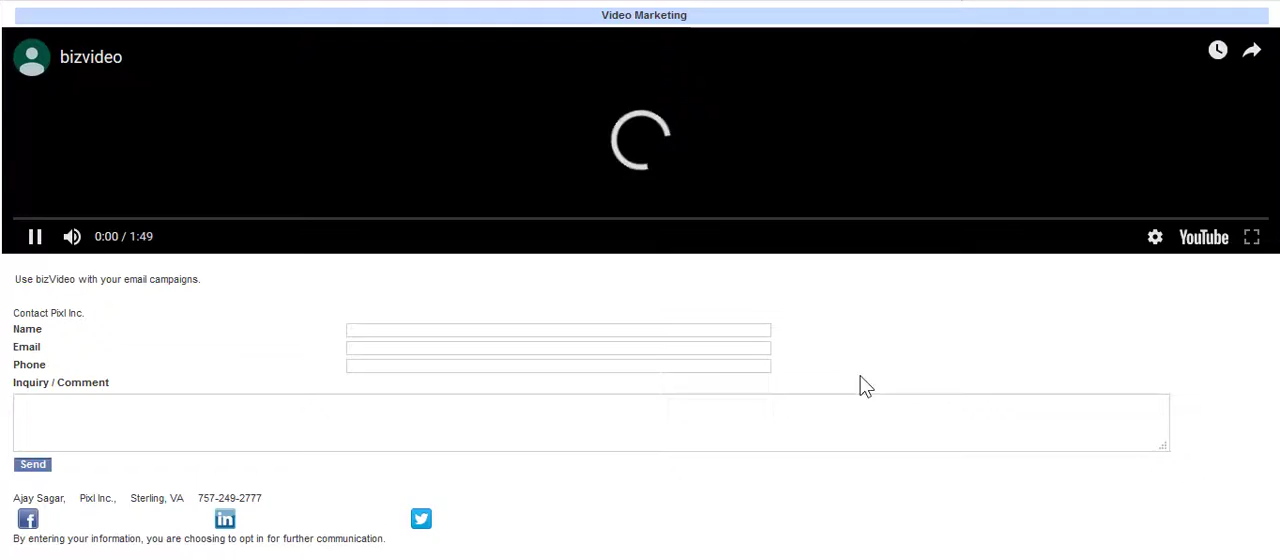 Video Marketing
bizvideo
0:00 / 1:49
YouTube
Use bizVideo with your email campaigns.
Contact Pixl Inc.
Name
Email
Phone
Inquiry / Comment
Send
Ajay Sagar, Pixl Inc., Sterling, VA 757-249-2777
f in
By entering your information, you are choosing to opt in for further communication.